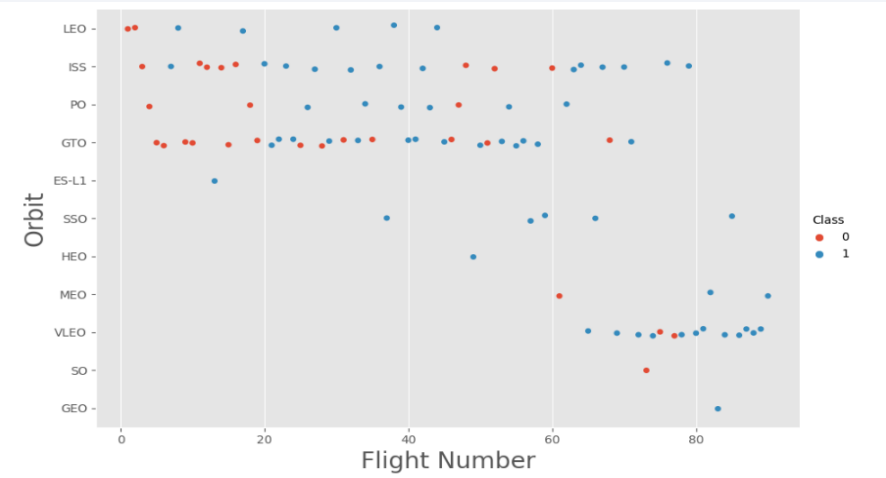 LEO
ISS
PO
GTO
ES-L1
SSO
HEO
MEO
VLEO
SO
GEO
Orbit
0 20 40 60 80
Flight Number
Class
0
1